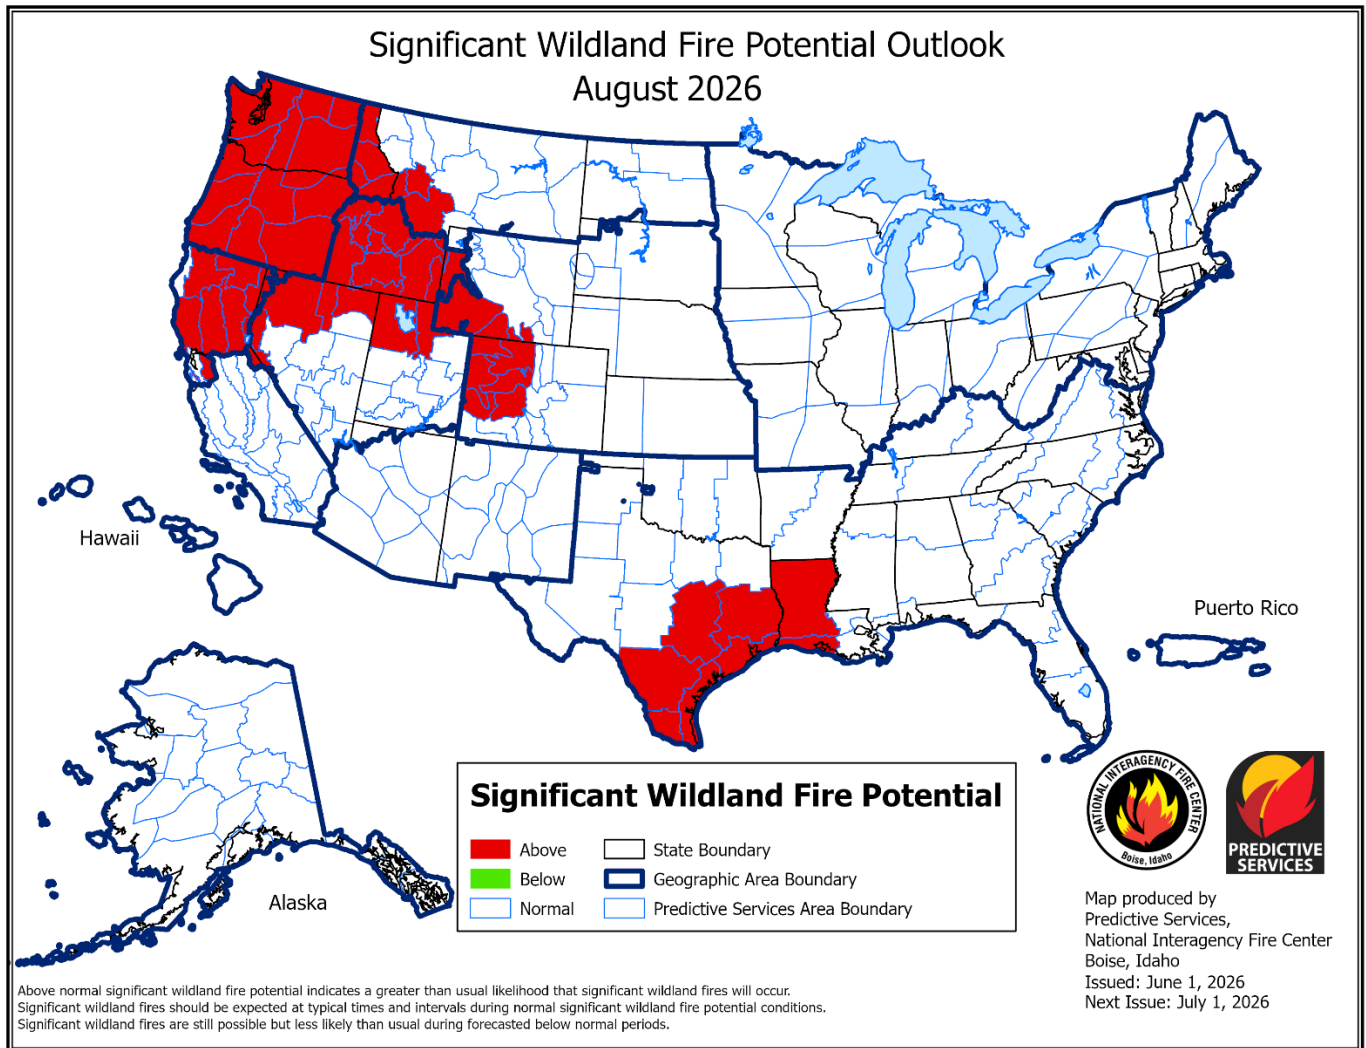 Significant Wildland Fire Potential Outlook
August 2026
Hawaii
Puerto Rico
Alaska
Significant Wildland Fire Potential
Above
State Boundary
Below
Geographic Area Boundary
Normal
Predictive Services Area Boundary
NATIONAL INTERAGENCY FIRE CENTER
Boise, Idaho
PREDICTIVE
SERVICES
Map produced by
Predictive Services,
National Interagency Fire Center
Boise, Idaho
Issued: June 1, 2026
Next Issue: July 1, 2026
Above normal significant wildland fire potential indicates a greater than usual likelihood that significant wildland fires will occur.
Significant wildland fires should be expected at typical times and intervals during normal significant wildland fire potential conditions.
Significant wildland fires are still possible but less likely than usual during forecasted below normal periods.